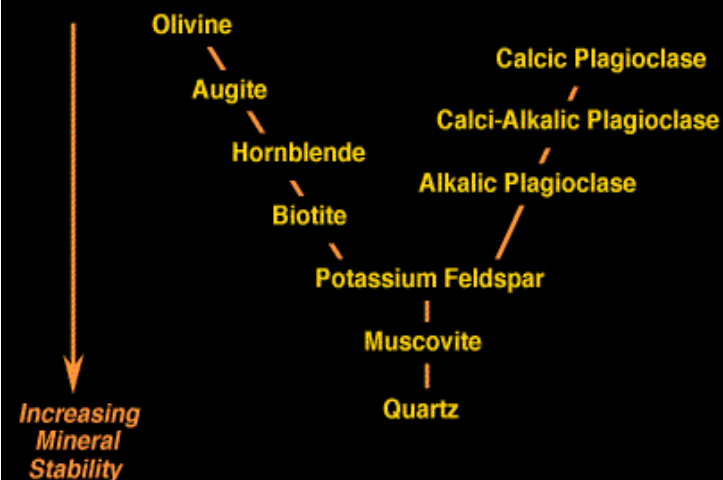 Olivine
Calcic Plagioclase
Augite
Calci-Alkalic Plagioclase
Hornblende
Alkalic Plagioclase
Biotite
Potassium Feldspar
Muscovite
Quartz
Increasing
Mineral
Stability